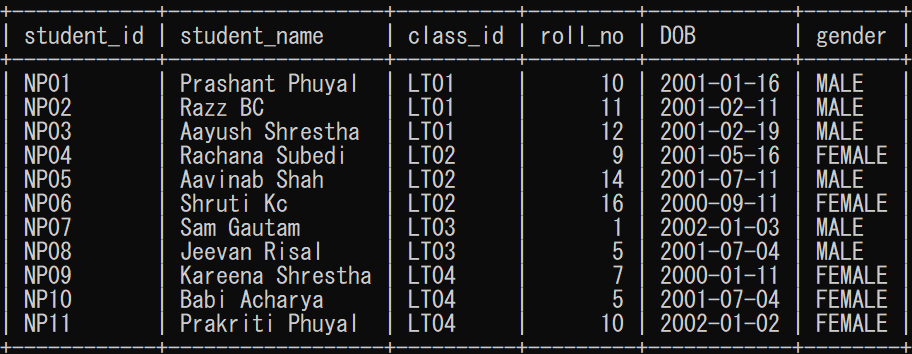 +------------+------------------+----------+---------+------------+--------+
| student_id | student_name     | class_id | roll_no | DOB        | gender |
+------------+------------------+----------+---------+------------+--------+
| NP01       | Prashant Phuyal  | LT01     |      10 | 2001-01-16 | MALE   |
| NP02       | Razz BC          | LT01     |      11 | 2001-02-11 | MALE   |
| NP03       | Aayush Shrestha  | LT01     |      12 | 2001-02-19 | MALE   |
| NP04       | Rachana Subedi   | LT02     |       9 | 2001-05-16 | FEMALE |
| NP05       | Aavinab Shah     | LT02     |      14 | 2001-07-11 | MALE   |
| NP06       | Shruti Kc        | LT02     |      16 | 2000-09-11 | FEMALE |
| NP07       | Sam Gautam       | LT03     |       1 | 2002-01-03 | MALE   |
| NP08       | Jeevan Risal     | LT03     |       5 | 2001-07-04 | MALE   |
| NP09       | Kareena Shrestha | LT04     |       7 | 2000-01-11 | FEMALE |
| NP10       | Babi Acharya     | LT04     |       5 | 2001-07-04 | FEMALE |
| NP11       | Prakriti Phuyal  | LT04     |      10 | 2002-01-02 | FEMALE |
+------------+------------------+----------+---------+------------+--------+